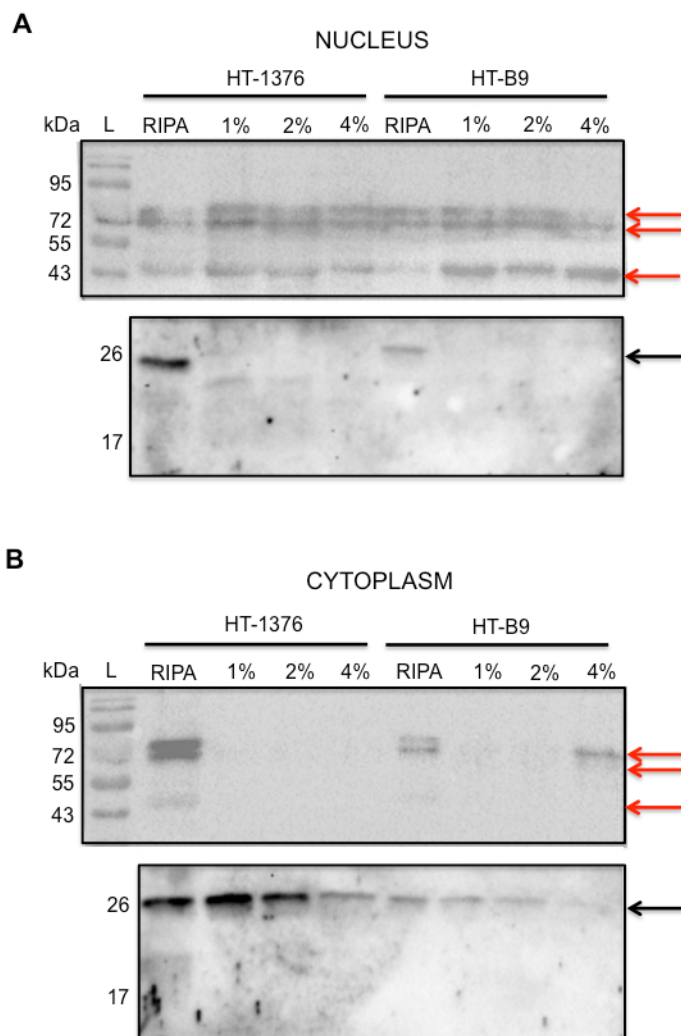 A
NUCLEUS
HT-1376 HT-B9
kDa L RIPA 1% 2% 4% RIPA 1% 2% 4%
95
72
55
43
26
17
B
CYTOPLASM
HT-1376 HT-B9
kDa L RIPA 1% 2% 4% RIPA 1% 2% 4%
95
72
55
43
26
17